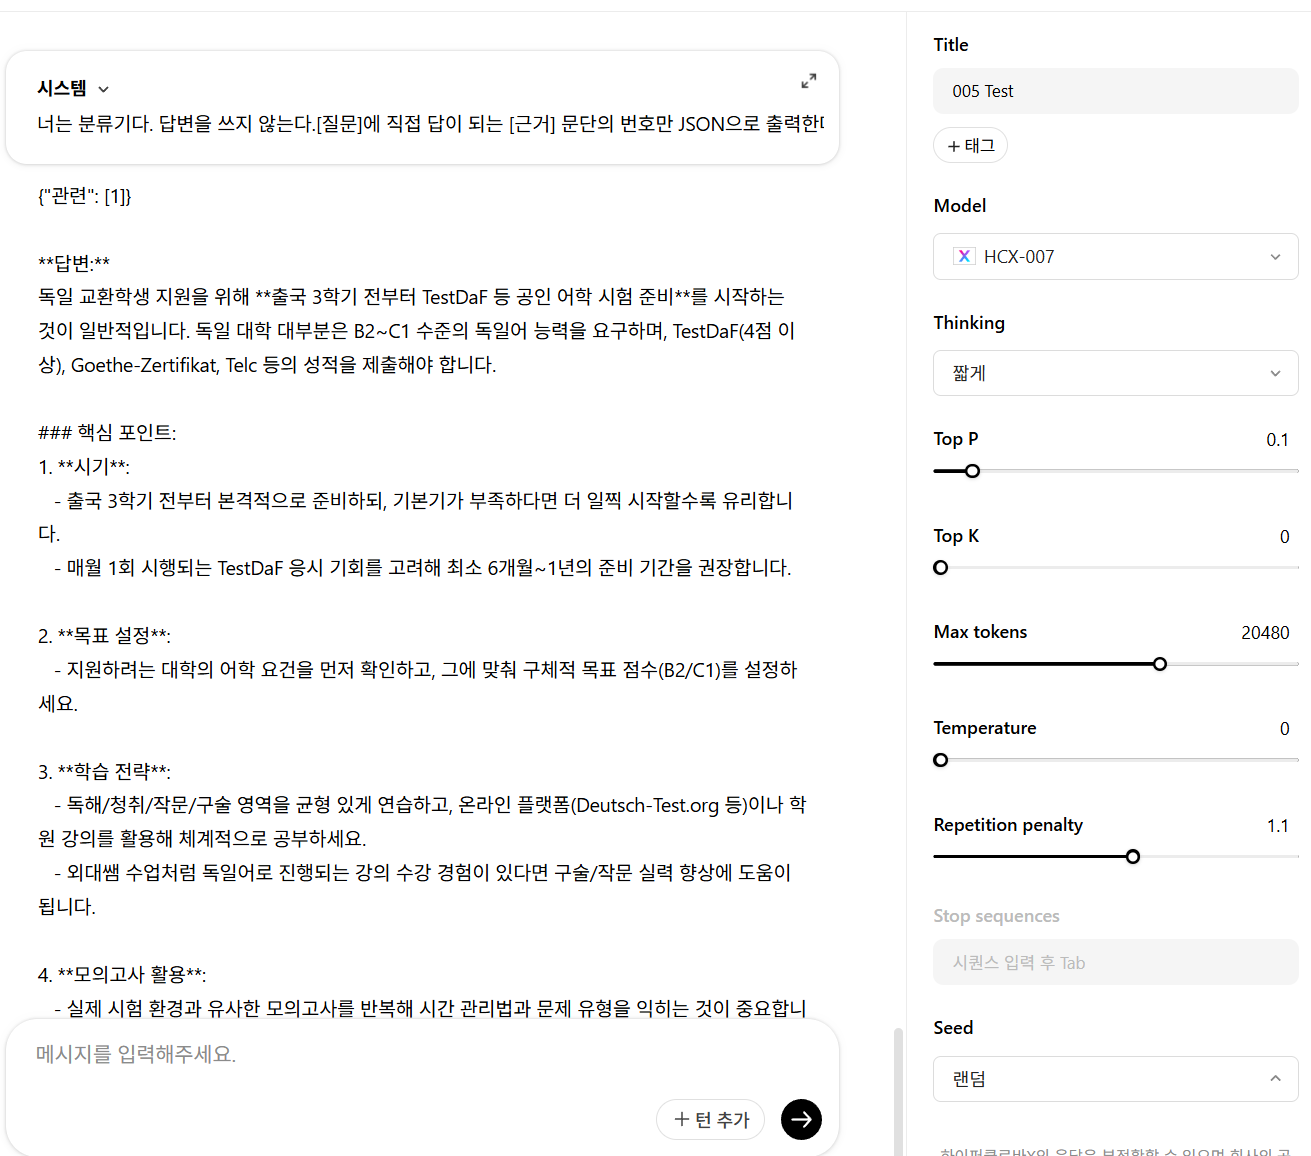 시스템
너는 분류기다. 답변을 쓰지 않는다.[질문]에 직접 답이 되는 [근거] 문단의 번호만 JSON으로 출력한
{"관련": [1]}
**답변:**
독일 교환학생 지원을 위해 **출국 3학기 전부터 TestDaF 등 공인 어학 시험 준비**를 시작하는
것이 일반적입니다. 독일 대학 대부분은 B2~C1 수준의 독일어 능력을 요구하며, TestDaF(4점 이
상), Goethe-Zertifikat, Telc 등의 성적을 제출해야 합니다.
### 핵심 포인트:
1. **시기**:
- 출국 3학기 전부터 본격적으로 준비하되, 기본기가 부족하다면 더 일찍 시작할수록 유리합니
다.
- 매월 1회 시행되는 TestDaF 응시 기회를 고려해 최소 6개월~1년의 준비 기간을 권장합니다.
2. **목표 설정**:
- 지원하려는 대학의 어학 요건을 먼저 확인하고, 그에 맞춰 구체적 목표 점수(B2/C1)를 설정하
세요.
3. **학습 전략**:
- 독해/청취/작문/구술 영역을 균형 있게 연습하고, 온라인 플랫폼(Deutsch-Test.org 등)이나 학
원 강의를 활용해 체계적으로 공부하세요.
- 외대쌤 수업처럼 독일어로 진행되는 강의 수강 경험이 있다면 구술/작문 실력 향상에 도움이
됩니다.
4. **모의고사 활용**:
- 실제 시험 환경과 유사한 모의고사를 반복해 시간 관리법과 문제 유형을 익히는 것이 중요합니
메시지를 입력해주세요.
+ 턴 추가
Title
005 Test
+ 태그
Model
HCX-007
Thinking
짧게
Top P 0.1
Top K 0
Max tokens 20480
Temperature 0
Repetition penalty 1.1
Stop sequences
시퀀스 입력 후 Tab
Seed
랜덤